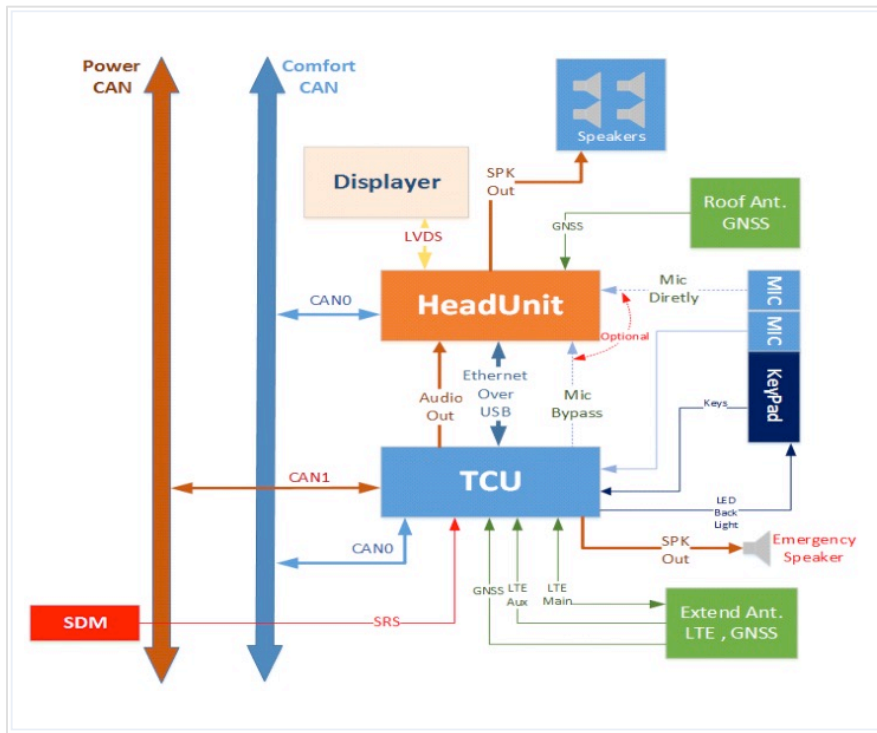 Power
CAN
Comfort
CAN
Speakers
Displayer
SPK
Out
Roof Ant.
GNSS
LVDS
GNSS
HeadUnit
Mic
Diretly
MIC
MIC
KeyPad
CAN0
Optional
Audio
Out
Ethernet
Over
USB
Mic
Bypass
Keys
TCU
CAN1
LED
Back
Light
CAN0
SPK
Out
Emergency
Speaker
GNSS
LTE
Aux
LTE
Main
Extend Ant.
LTE , GNSS
SDM
SRS